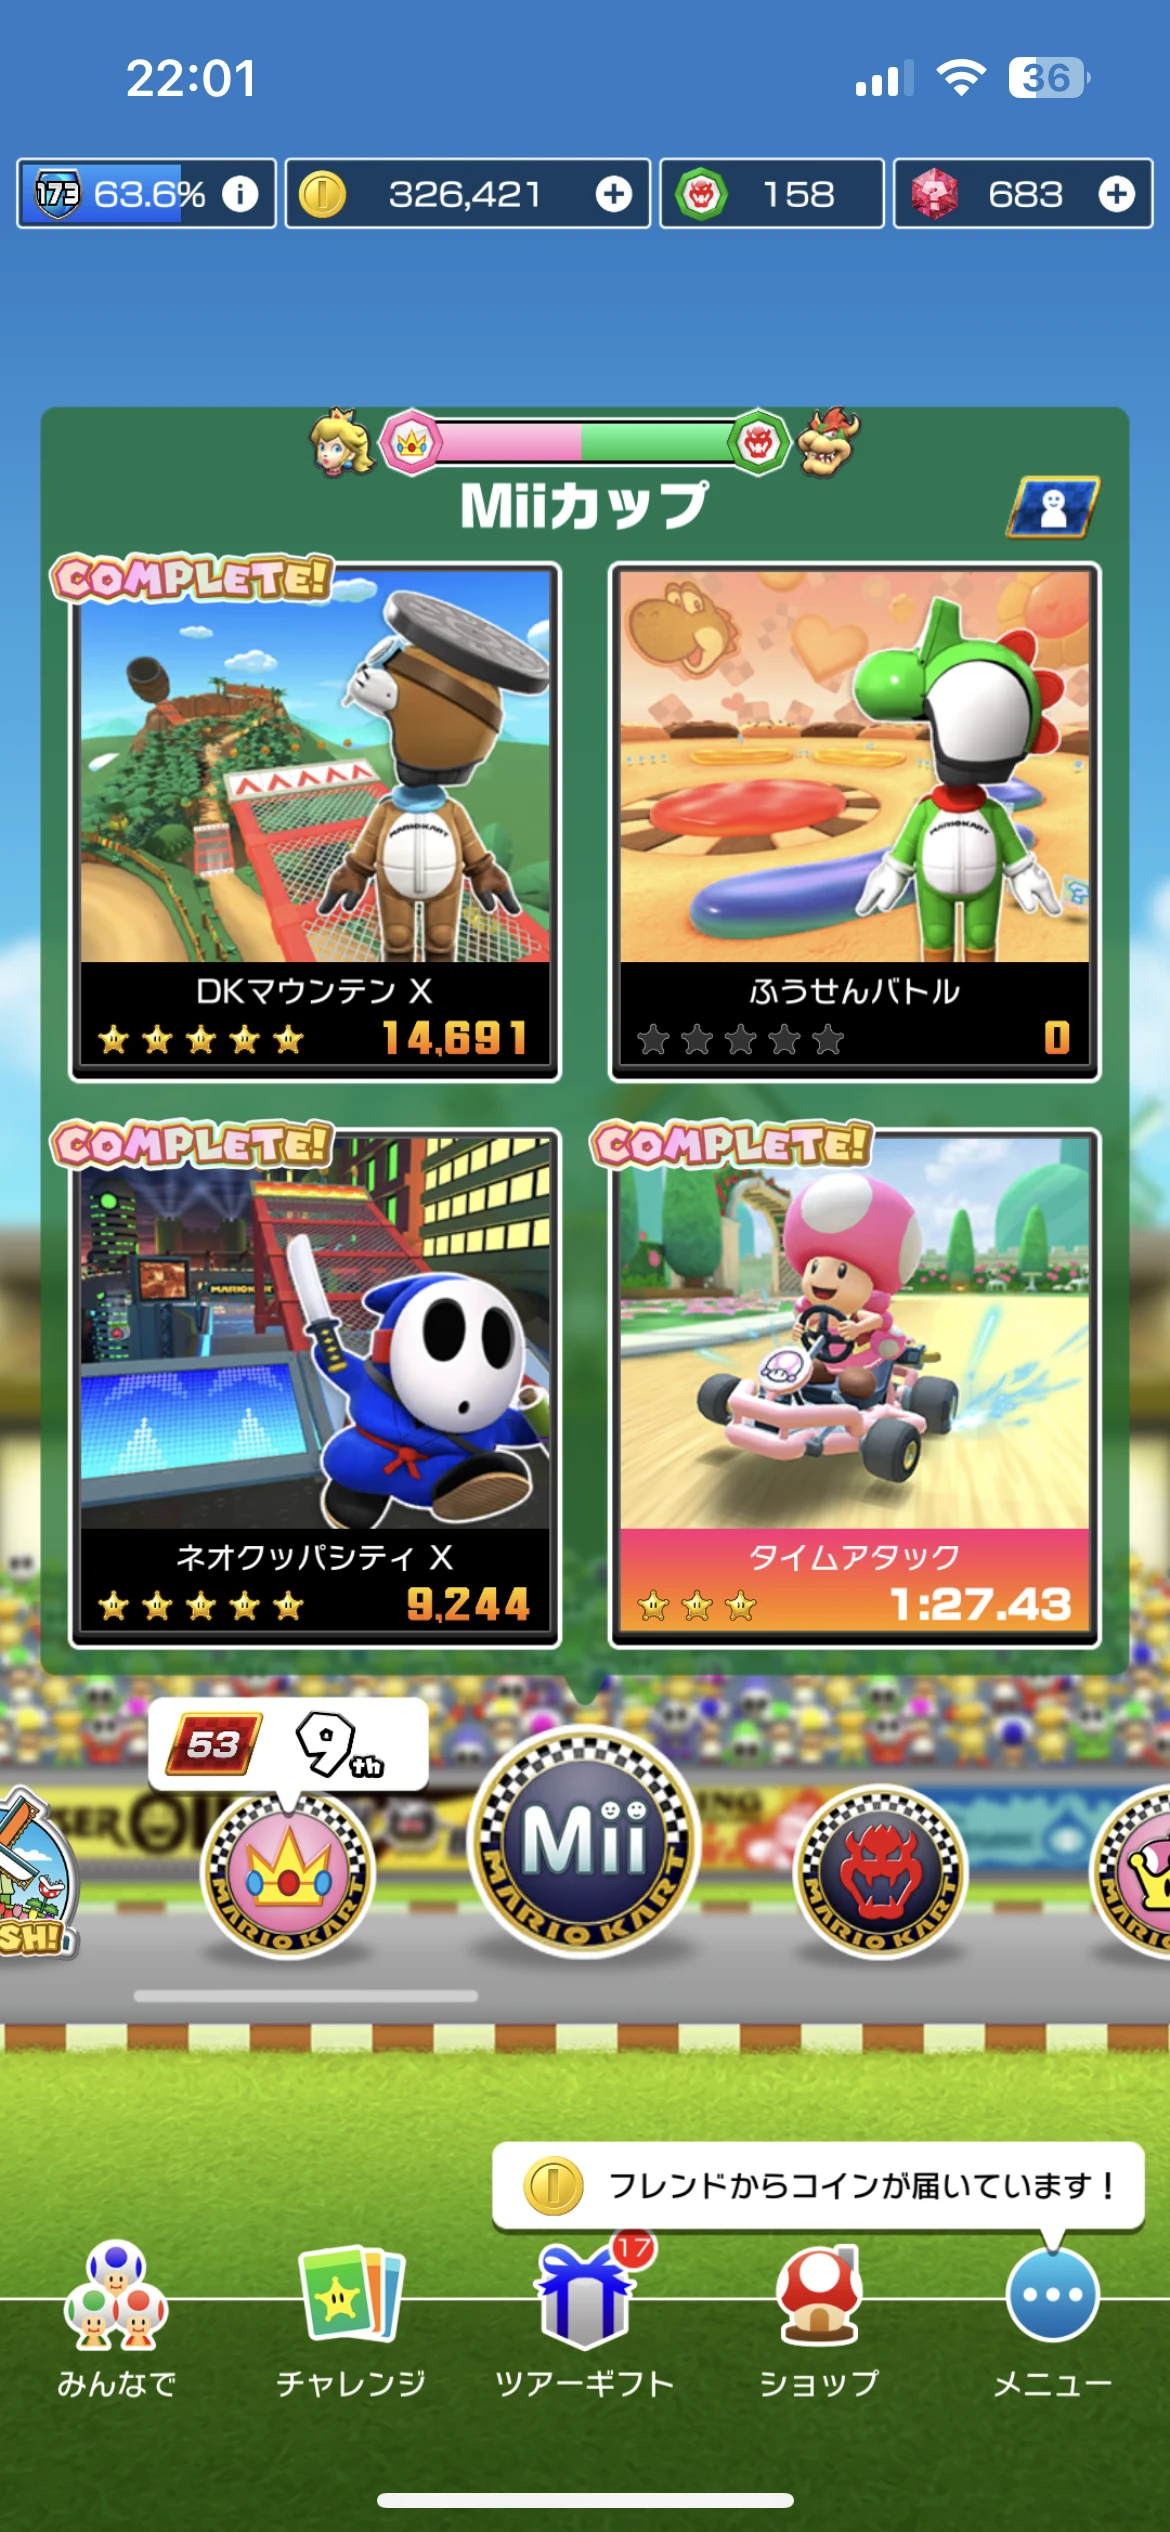 22:01
36
173 63.6% i
326,421
158
683
Miiカップ
COMPLETE!
MARIOKART
DKマウンテン X
14,691
MARIOKART
ふうせんバトル
0
COMPLETE!
MARIOKART
ネオクッパシティ X
9,244
COMPLETE!
タイムアタック
1:27.43
53 9th
SH!
MARIO KART
Mii
MARIO KART
MARIO KART
フレンドからコインが届いています！
17
みんなで
チャレンジ
ツアーギフト
ショップ
メニュー